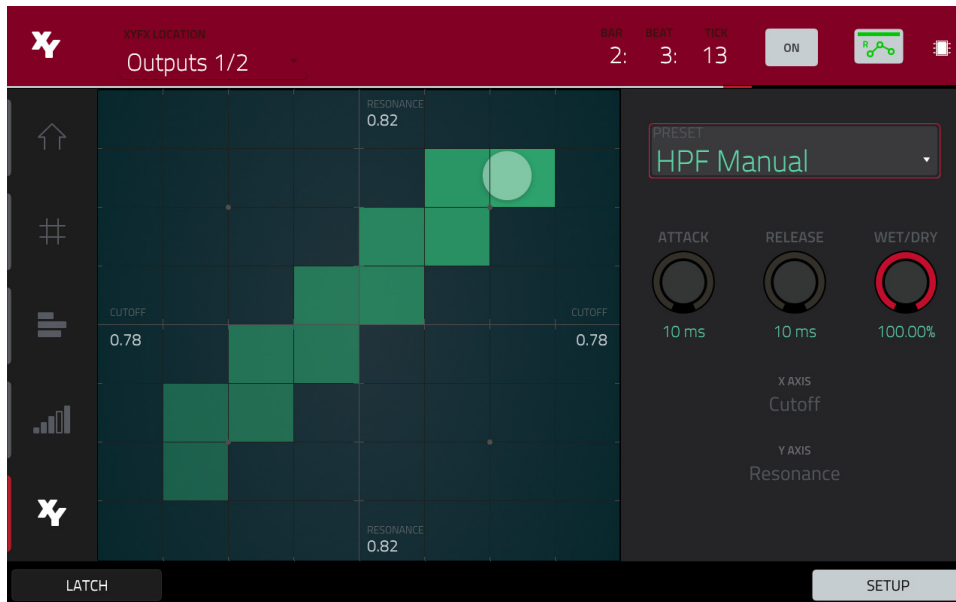 XY
XYFX LOCATION
Outputs 1/2
BAR BEAT TICK
2: 3: 13
ON
R
RESONANCE
0.82
PRESET
HPF Manual
ATTACK RELEASE WET/DRY
10 ms 10 ms 100.00%
CUTOFF CUTOFF
0.78 0.78
X AXIS
Cutoff
Y AXIS
Resonance
XY
RESONANCE
0.82
LATCH SETUP